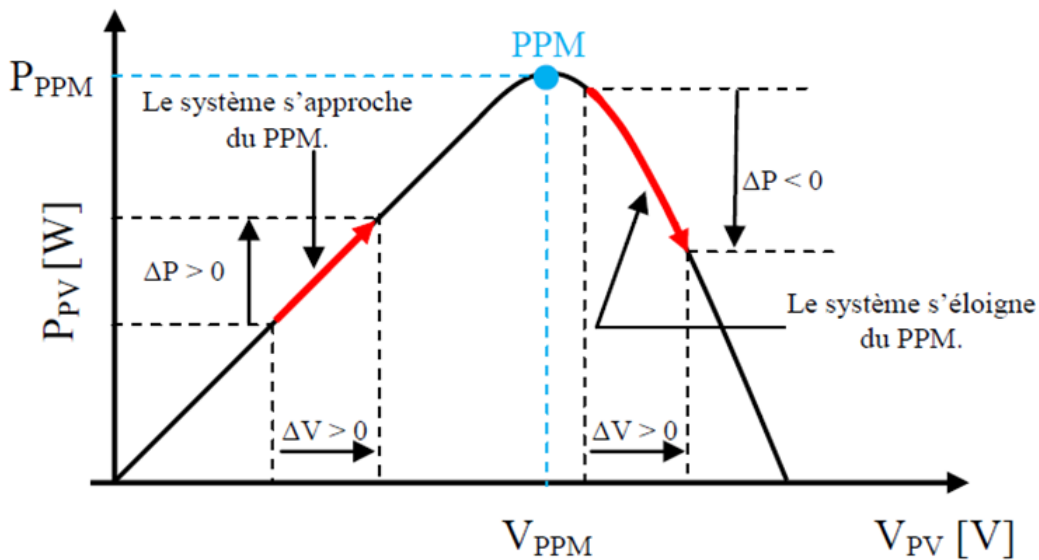 PPM
P_PPM
Le système s’approche
du PPM.
ΔP < 0
P_PV [W]
ΔP > 0
Le système s’éloigne
du PPM.
ΔV > 0
ΔV > 0
V_PPM
V_PV [V]